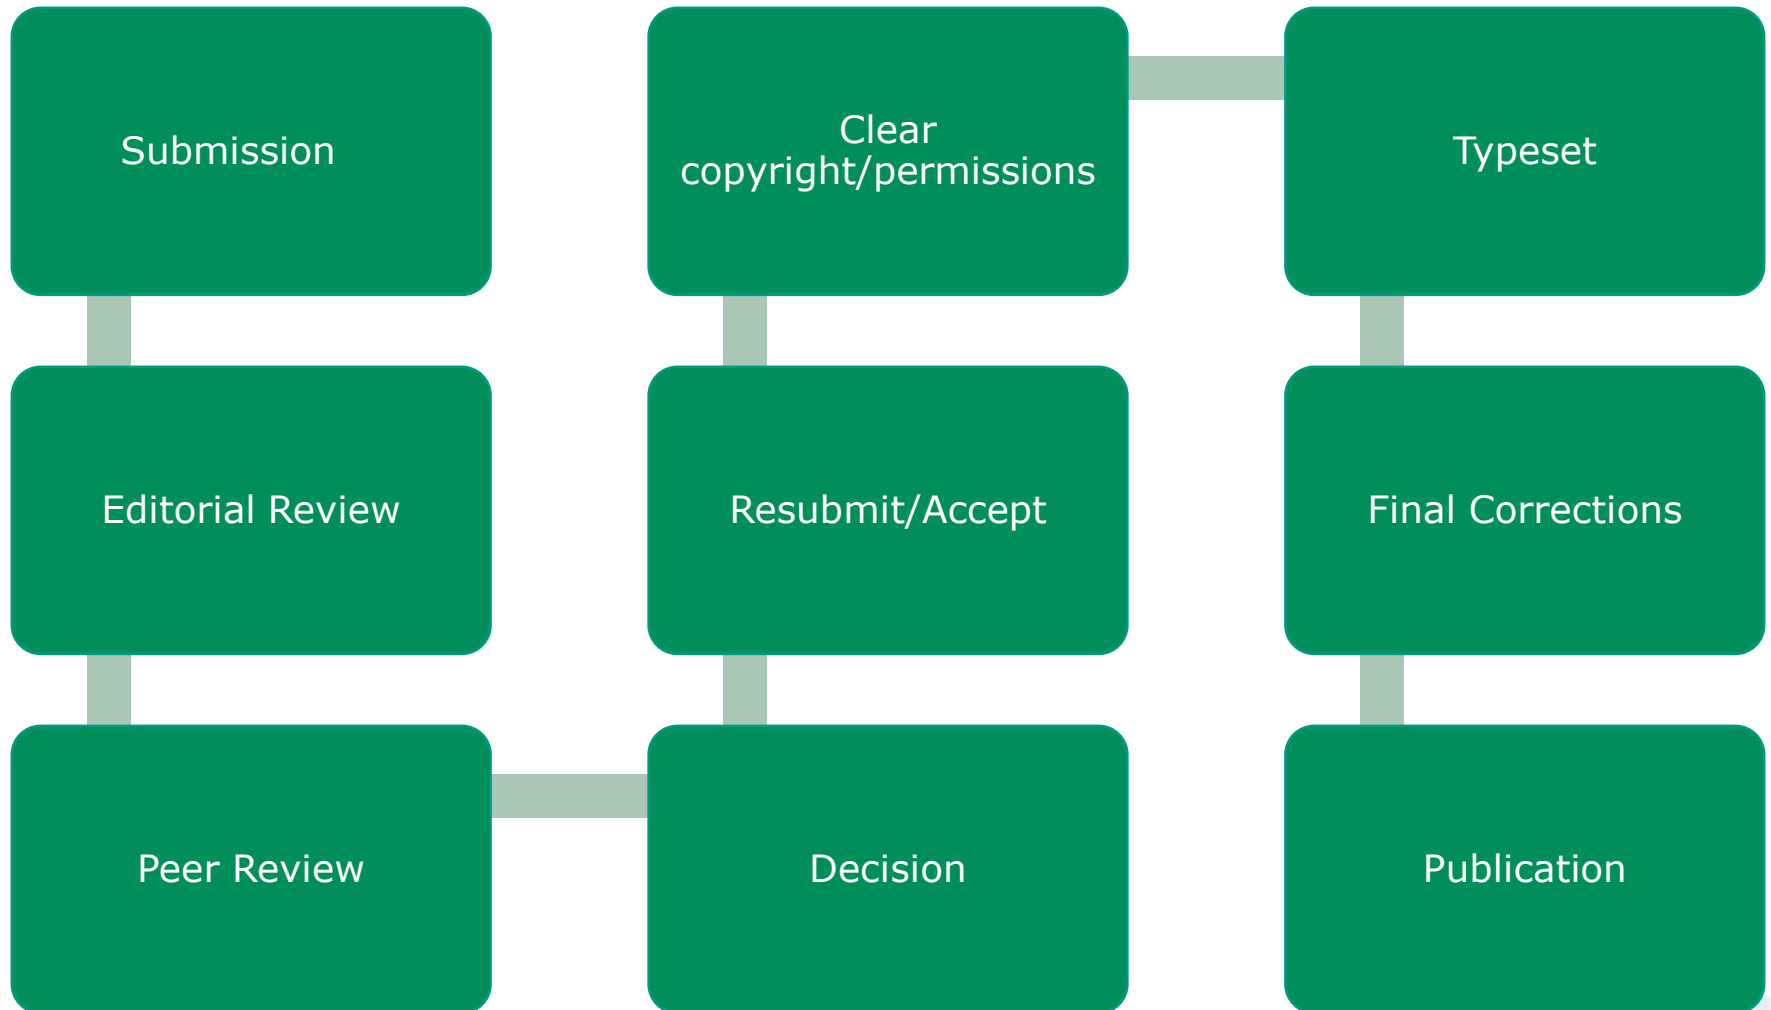 Submission
Editorial Review
Peer Review
Decision
Resubmit/Accept
Clear
copyright/permissions
Typeset
Final Corrections
Publication